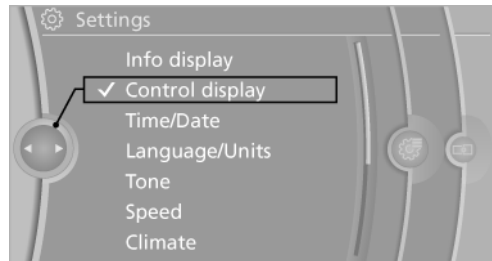 Settings
Info display
Control display
Time/Date
Language/Units
Tone
Speed
Climate